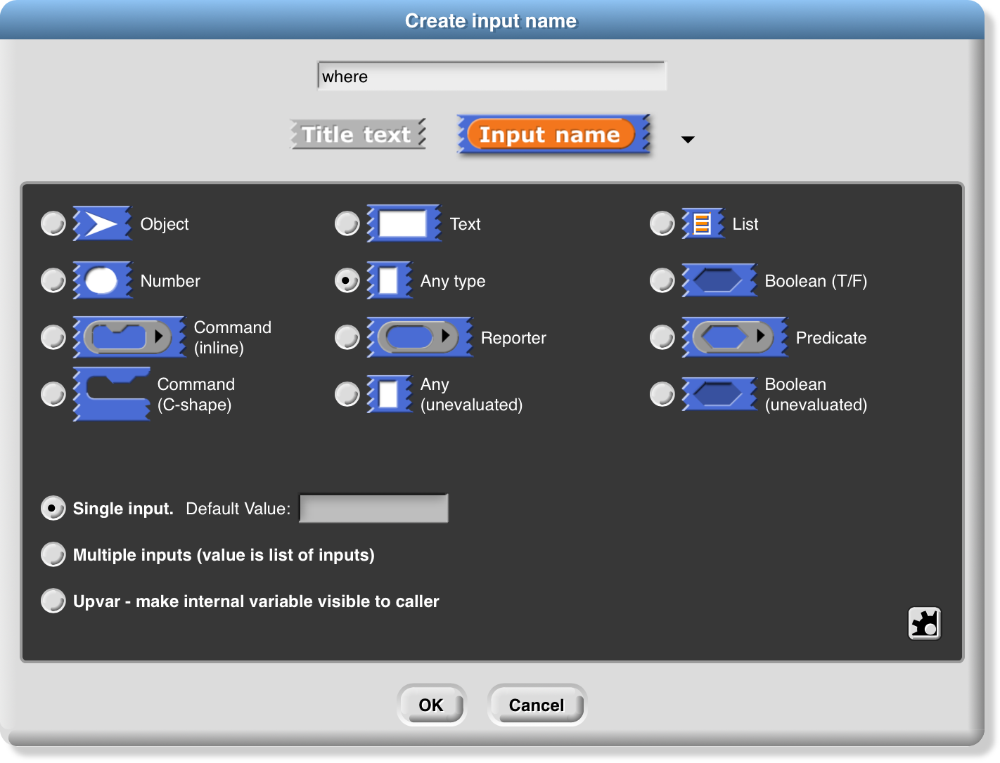 Create input name
where
Title text
Input name
Object
Text
List
Number
Any type
Boolean (T/F)
Command
(inline)
Reporter
Predicate
Command
(C-shape)
Any
(unevaluated)
Boolean
(unevaluated)
Single input. Default Value:
Multiple inputs (value is list of inputs)
Upvar - make internal variable visible to caller
OK
Cancel